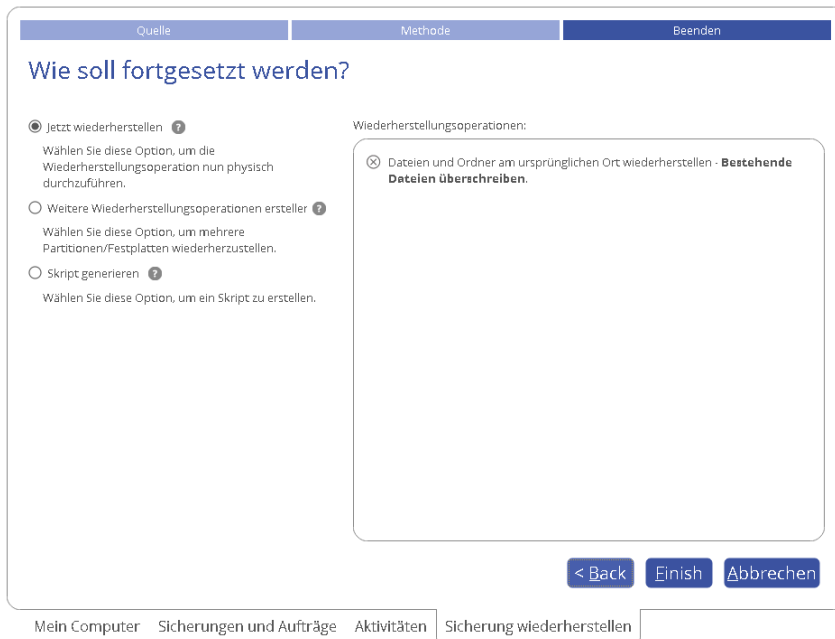 Quelle
Methode
Beenden
Wie soll fortgesetzt werden?
Jetzt wiederherstellen ?
Wählen Sie diese Option, um die
Wiederherstellungsoperation nun physisch
durchzuführen.
Weitere Wiederherstellungsoperationen ersteller ?
Wählen Sie diese Option, um mehrere
Partitionen/Festplatten wiederherzustellen.
Skript generieren ?
Wählen Sie diese Option, um ein Skript zu erstellen.
Wiederherstellungsoperationen:
Dateien und Ordner am ursprünglichen Ort wiederherstellen - Bestehende
Dateien überschreiben.
< Back
Finish
Abbrechen
Mein Computer
Sicherungen und Aufträge
Aktivitäten
Sicherung wiederherstellen